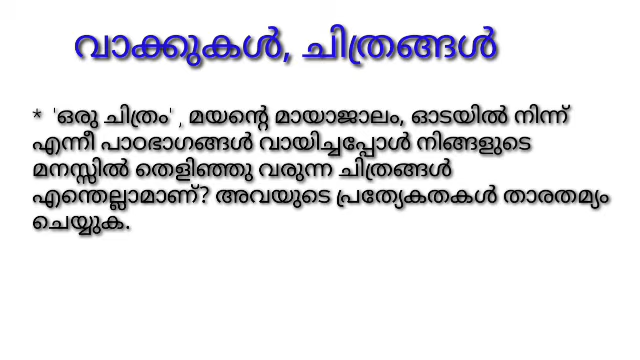 വാക്കുകൾ, ചിത്രങ്ങൾ
* 'ഒരു ചിത്രം' , മയന്റെ മായാജാലം, ഓടയിൽ നിന്ന്
എന്നീ പാഠഭാഗങ്ങൾ വായിച്ചപ്പോൾ നിങ്ങളുടെ
മനസ്സിൽ തെളിഞ്ഞു വരുന്ന ചിത്രങ്ങൾ
എന്തെല്ലാമാണ്? അവയുടെ പ്രത്യേകതകൾ താരതമ്യം
ചെയ്യുക.